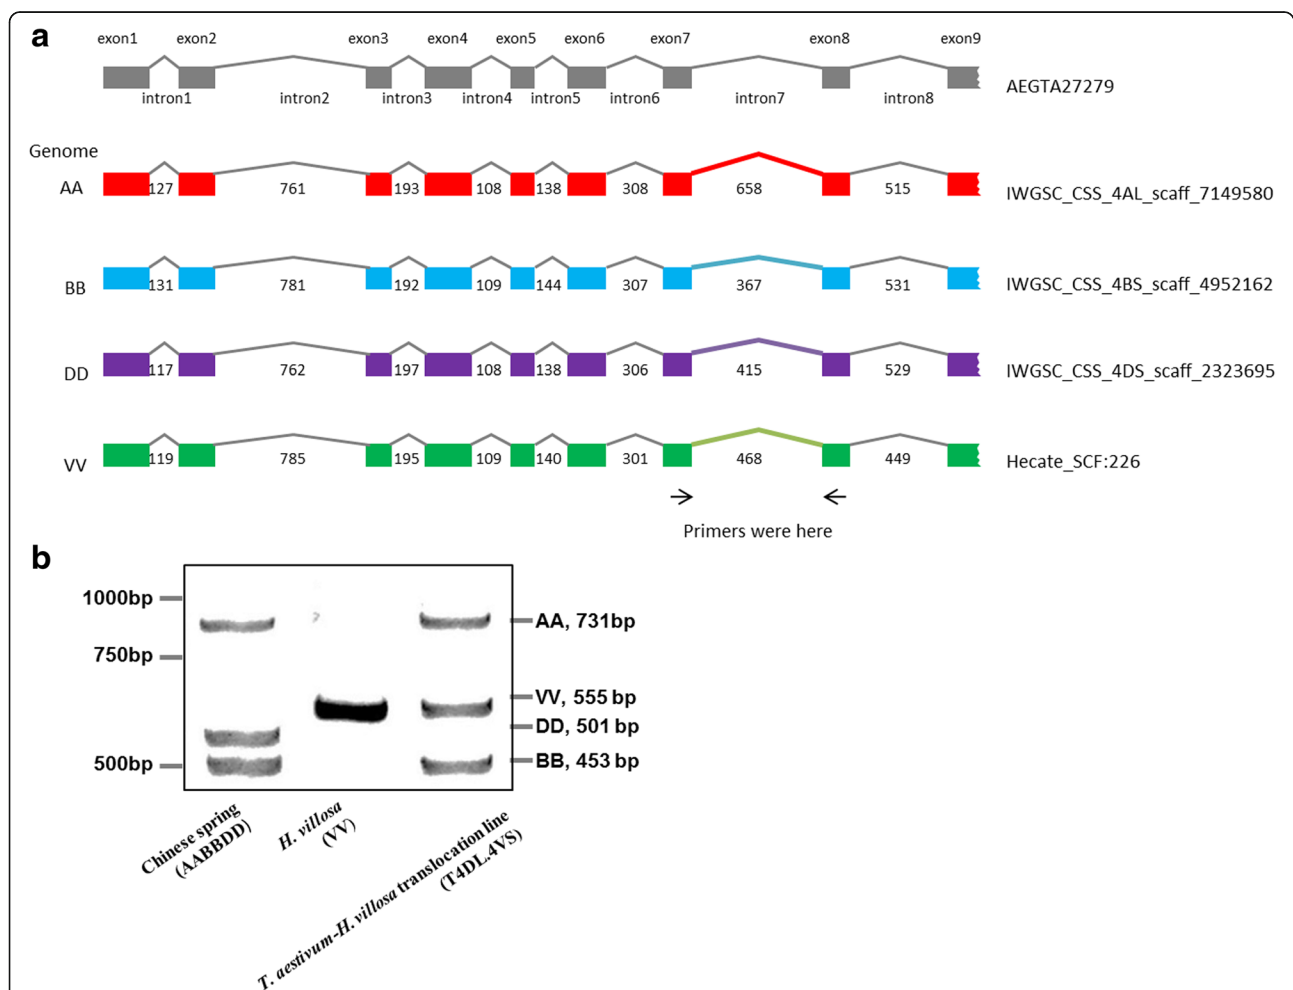 a
exon1 exon2 exon3 exon4 exon5 exon6 exon7 exon8 exon9
AEGTA27279
intron1 intron2 intron3 intron4 intron5 intron6 intron7 intron8
Genome
AA 127 761 193 108 138 308 658 515 IWGSC_CSS_4AL_scaff_7149580
BB 131 781 192 109 144 307 367 531 IWGSC_CSS_4BS_scaff_4952162
DD 117 762 197 108 138 306 415 529 IWGSC_CSS_4DS_scaff_2323695
VV 119 785 195 109 140 301 468 449 Hecate_SCF:226
Primers were here
b
1000bp
750bp
500bp
AA, 731bp
VV, 555 bp
DD, 501 bp
BB, 453 bp
Chinese spring
(AABBDD)
H. villosa
(VV)
T. aestivum-H. villosa translocation line
(T4DL.4VS)